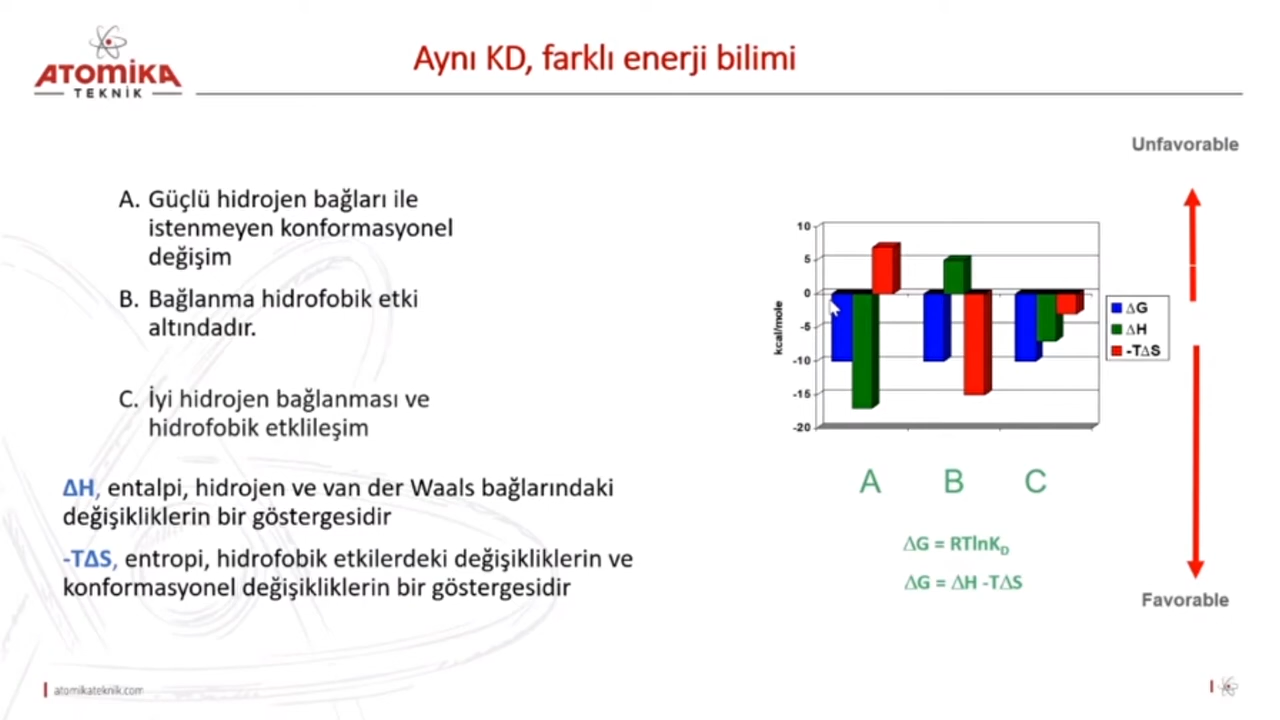 ATOMİKA
TEKNİK
Aynı KD, farklı enerji bilimi
A. Güçlü hidrojen bağları ile
istenmeyen konformasyonel
değişim
B. Bağlanma hidrofobik etki
altındadır.
C. İyi hidrojen bağlanması ve
hidrofobik etklileşim
ΔH, entalpi, hidrojen ve van der Waals bağlarındaki
değişikliklerin bir göstergesidir
-TΔS, entropi, hidrofobik etkilerdeki değişikliklerin ve
konformasyonel değişikliklerin bir göstergesidir
Unfavorable
10
5
0
-5
-10
-15
-20
kcal/mole
ΔG
ΔH
-TΔS
A B C
ΔG = RTlnK_D
ΔG = ΔH -TΔS
Favorable
atomikateknik.com